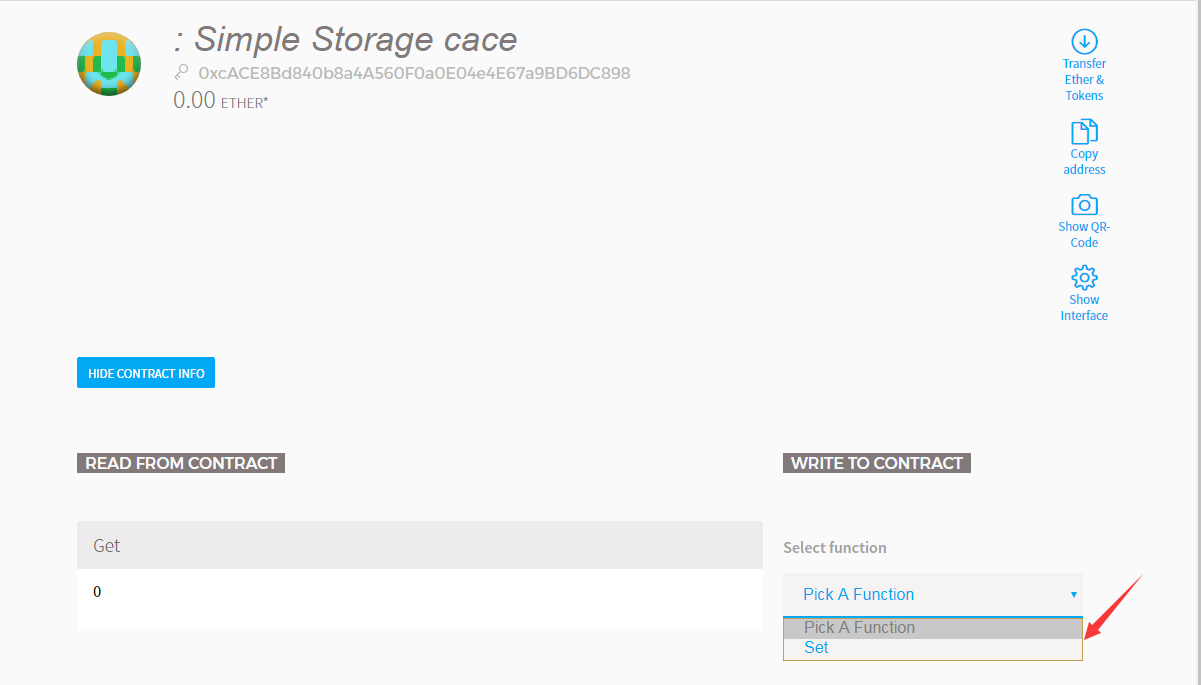 : Simple Storage cace
0xcACE8Bd840b8a4A560F0a0E04e4E67a9BD6DC898
0.00 ETHER*
Transfer
Ether &
Tokens
Copy
address
Show QR-
Code
Show
Interface
HIDE CONTRACT INFO
READ FROM CONTRACT
Get
0
WRITE TO CONTRACT
Select function
Pick A Function
Pick A Function
Set